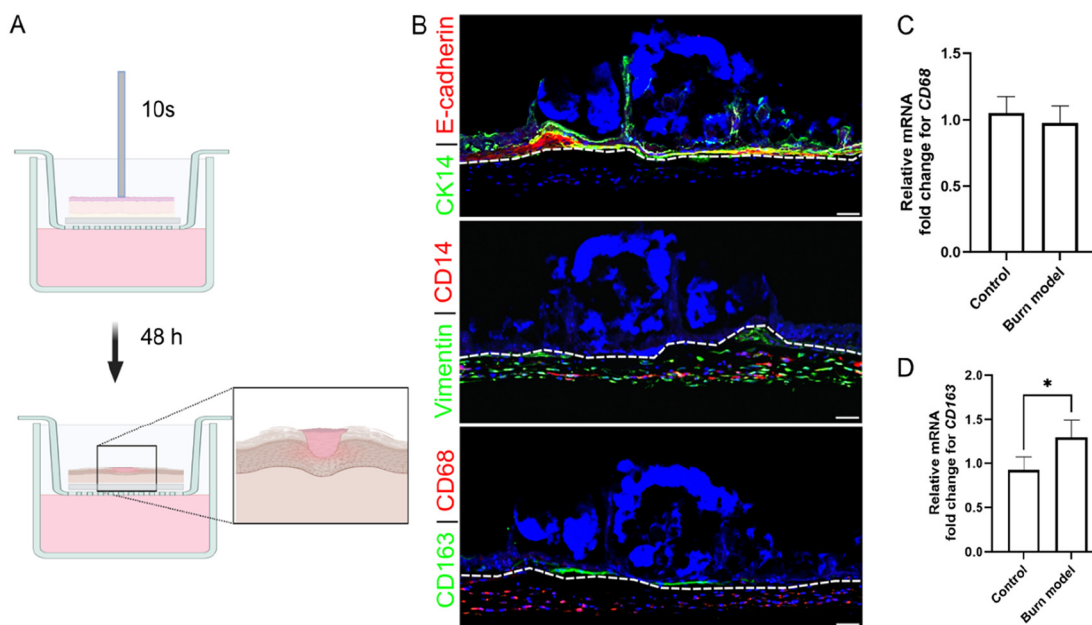 A
10s
48 h
B
CK14 | E-cadherin
Vimentin | CD14
CD163 | CD68
C
Relative mRNA
fold change for CD68
1.5
1.0
0.5
0.0
Control
Burn model
D
Relative mRNA
fold change for CD163
2.0
1.5
1.0
0.5
0.0
*
Control
Burn model